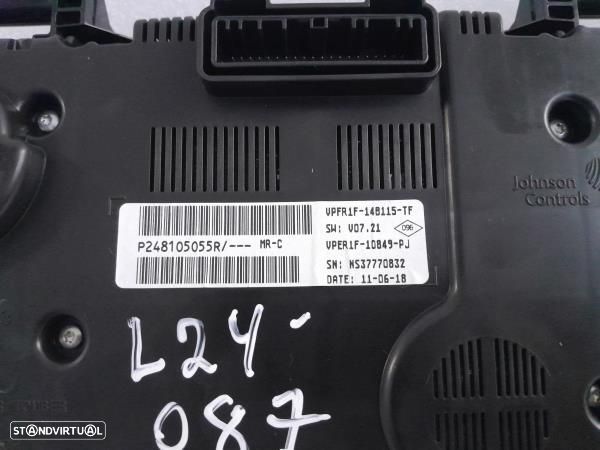 Johnson
Controls
P248105055R/--- MR-C
VPFR1F-14B115-TF
SW: V07.21
096
VPER1F-10849-PJ
SN: NS37770832
DATE: 11-06-18
L24-
087
STANDVIRTUAL